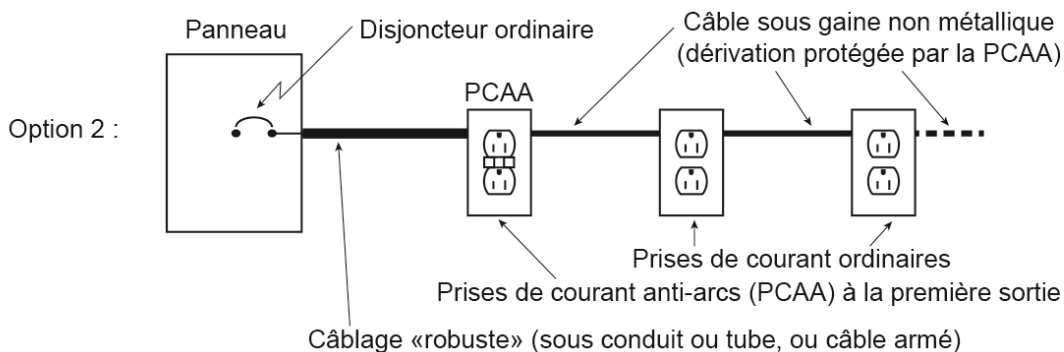 Panneau
Disjoncteur ordinaire
Câble sous gaine non métallique
(dérivation protégée par la PCAA)
PCAA
Option 2 :
Prises de courant ordinaires
Prises de courant anti-arcs (PCAA) à la première sortie
Câblage «robuste» (sous conduit ou tube, ou câble armé)